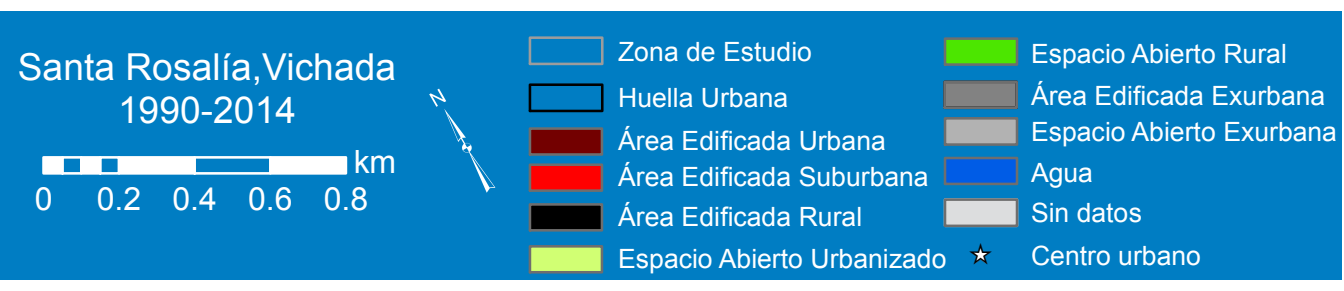 Santa Rosalía,Vichada
1990-2014
km
0 0.2 0.4 0.6 0.8
N
Zona de Estudio
Huella Urbana
Área Edificada Urbana
Área Edificada Suburbana
Área Edificada Rural
Espacio Abierto Urbanizado
Espacio Abierto Rural
Área Edificada Exurbana
Espacio Abierto Exurbana
Agua
Sin datos
Centro urbano